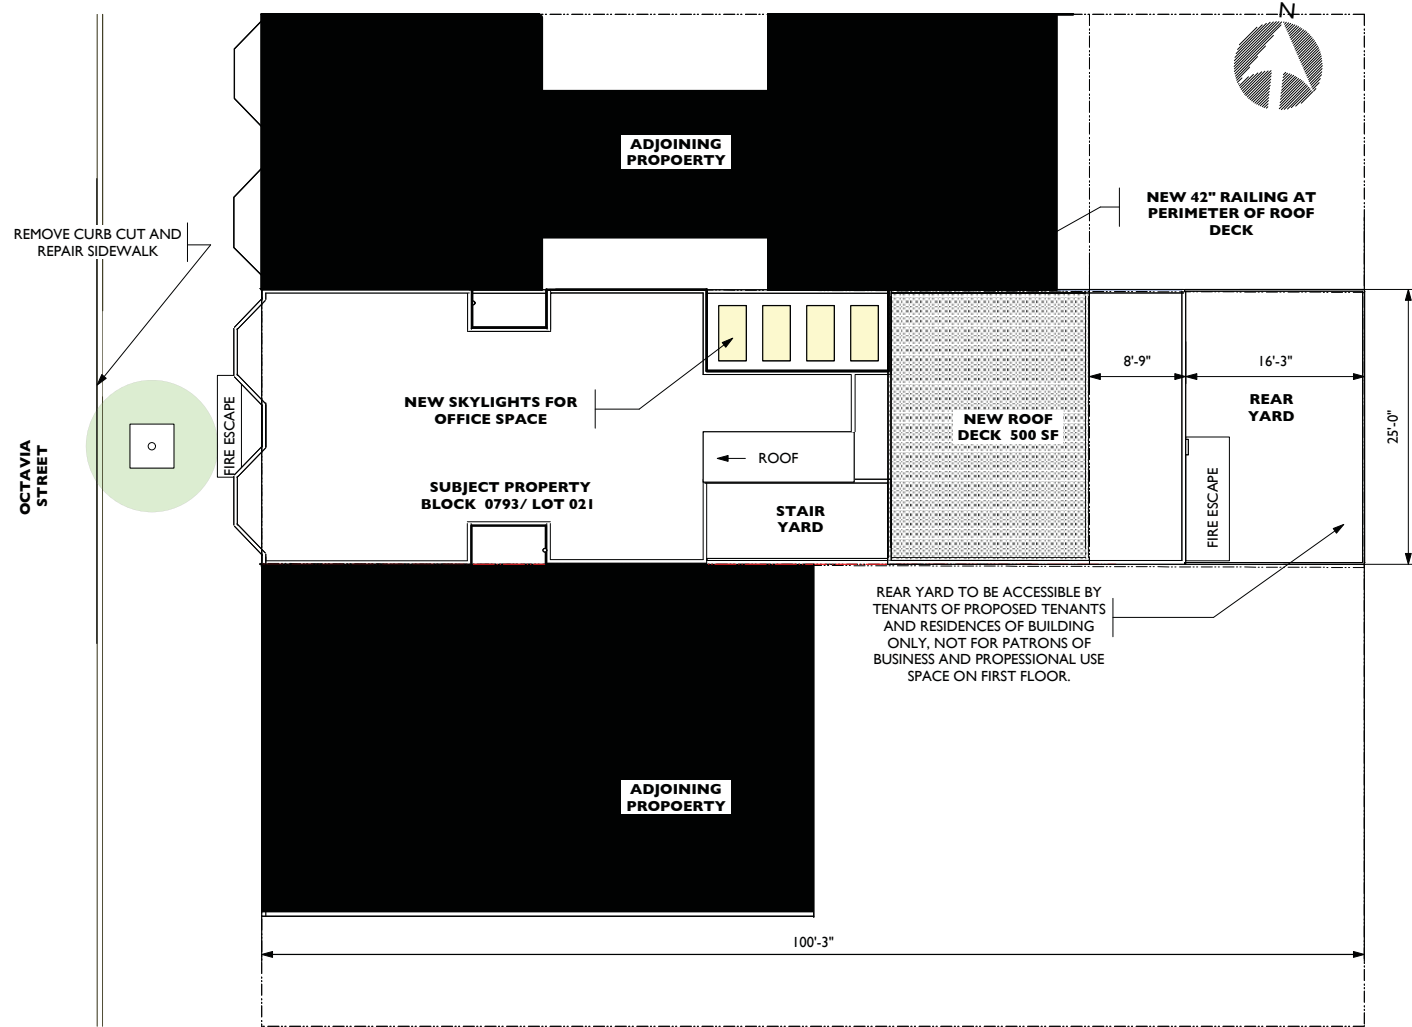 N
ADJOINING
PROPOERTY
NEW 42" RAILING AT
PERIMETER OF ROOF
DECK
REMOVE CURB CUT AND
REPAIR SIDEWALK
8'-9"
16'-3"
NEW SKYLIGHTS FOR
OFFICE SPACE
REAR
YARD
NEW ROOF
DECK 500 SF
25'-0"
FIRE ESCAPE
OCTAVIA
STREET
ROOF
SUBJECT PROPERTY
BLOCK 0793/ LOT 021
STAIR
YARD
FIRE ESCAPE
REAR YARD TO BE ACCESSIBLE BY
TENANTS OF PROPOSED TENANTS
AND RESIDENCES OF BUILDING
ONLY, NOT FOR PATRONS OF
BUSINESS AND PROPESSIONAL USE
SPACE ON FIRST FLOOR.
ADJOINING
PROPOERTY
100'-3"